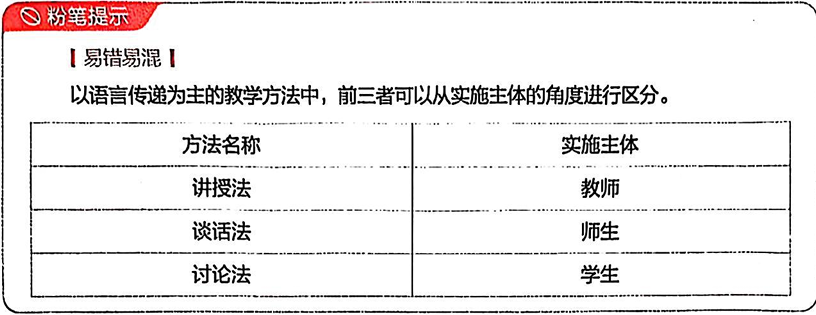 粉笔提示
【易错易混】
以语言传递为主的教学方法中，前三者可以从实施主体的角度进行区分。
方法名称 实施主体
讲授法 教师
谈话法 师生
讨论法 学生